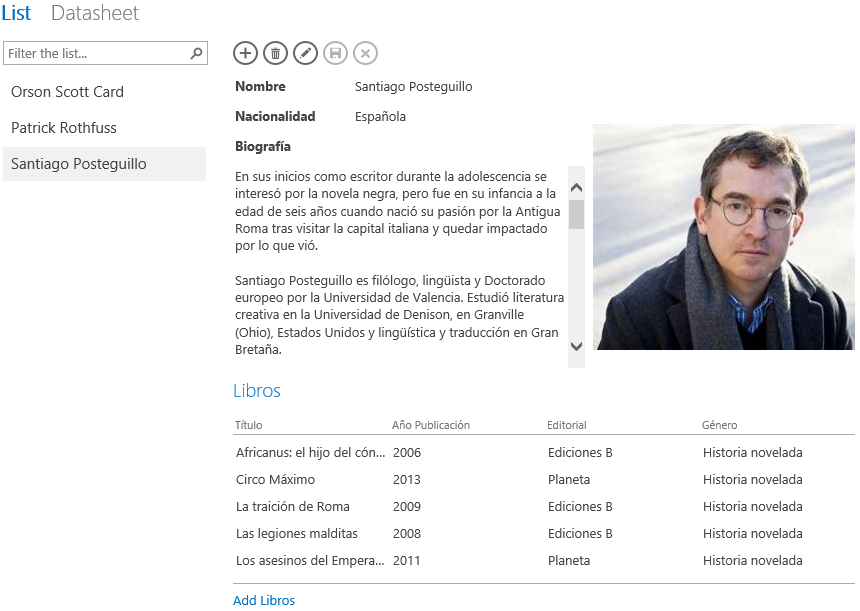 List Datasheet
Filter the list...
Orson Scott Card
Patrick Rothfuss
Santiago Posteguillo
Nombre Santiago Posteguillo
Nacionalidad Española
Biografía
En sus inicios como escritor durante la adolescencia se
interesó por la novela negra, pero fue en su infancia a la
edad de seis años cuando nació su pasión por la Antigua
Roma tras visitar la capital italiana y quedar impactado
por lo que vió.
Santiago Posteguillo es filólogo, lingüista y Doctorado
europeo por la Universidad de Valencia. Estudió literatura
creativa en la Universidad de Denison, en Granville
(Ohio), Estados Unidos y lingüística y traducción en Gran
Bretaña.
Libros
Título Año Publicación Editorial Género
Africanus: el hijo del cón... 2006 Ediciones B Historia novelada
Circo Máximo 2013 Planeta Historia novelada
La traición de Roma 2009 Ediciones B Historia novelada
Las legiones malditas 2008 Ediciones B Historia novelada
Los asesinos del Empera... 2011 Planeta Historia novelada
Add Libros